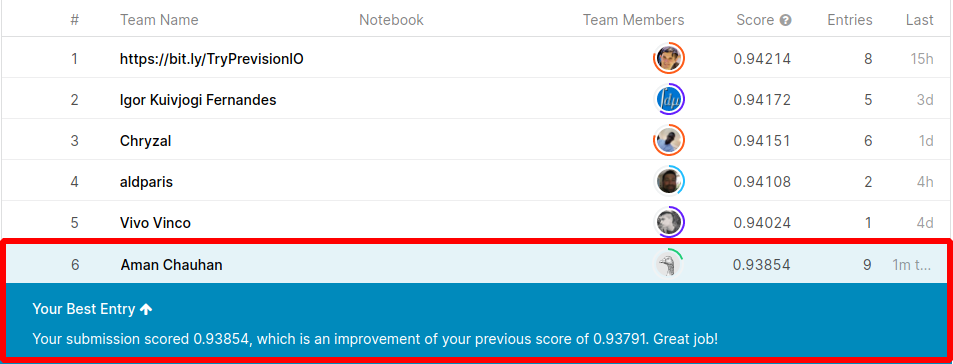 # Team Name Notebook Team Members Score Entries Last
1 https://bit.ly/TryPrevisionIO 0.94214 8 15h
2 Igor Kuivjogi Fernandes 0.94172 5 3d
3 Chryzal 0.94151 6 1d
4 aldparis 0.94108 2 4h
5 Vivo Vinco 0.94024 1 4d
6 Aman Chauhan 0.93854 9 1m t...
Your Best Entry
Your submission scored 0.93854, which is an improvement of your previous score of 0.93791. Great job!